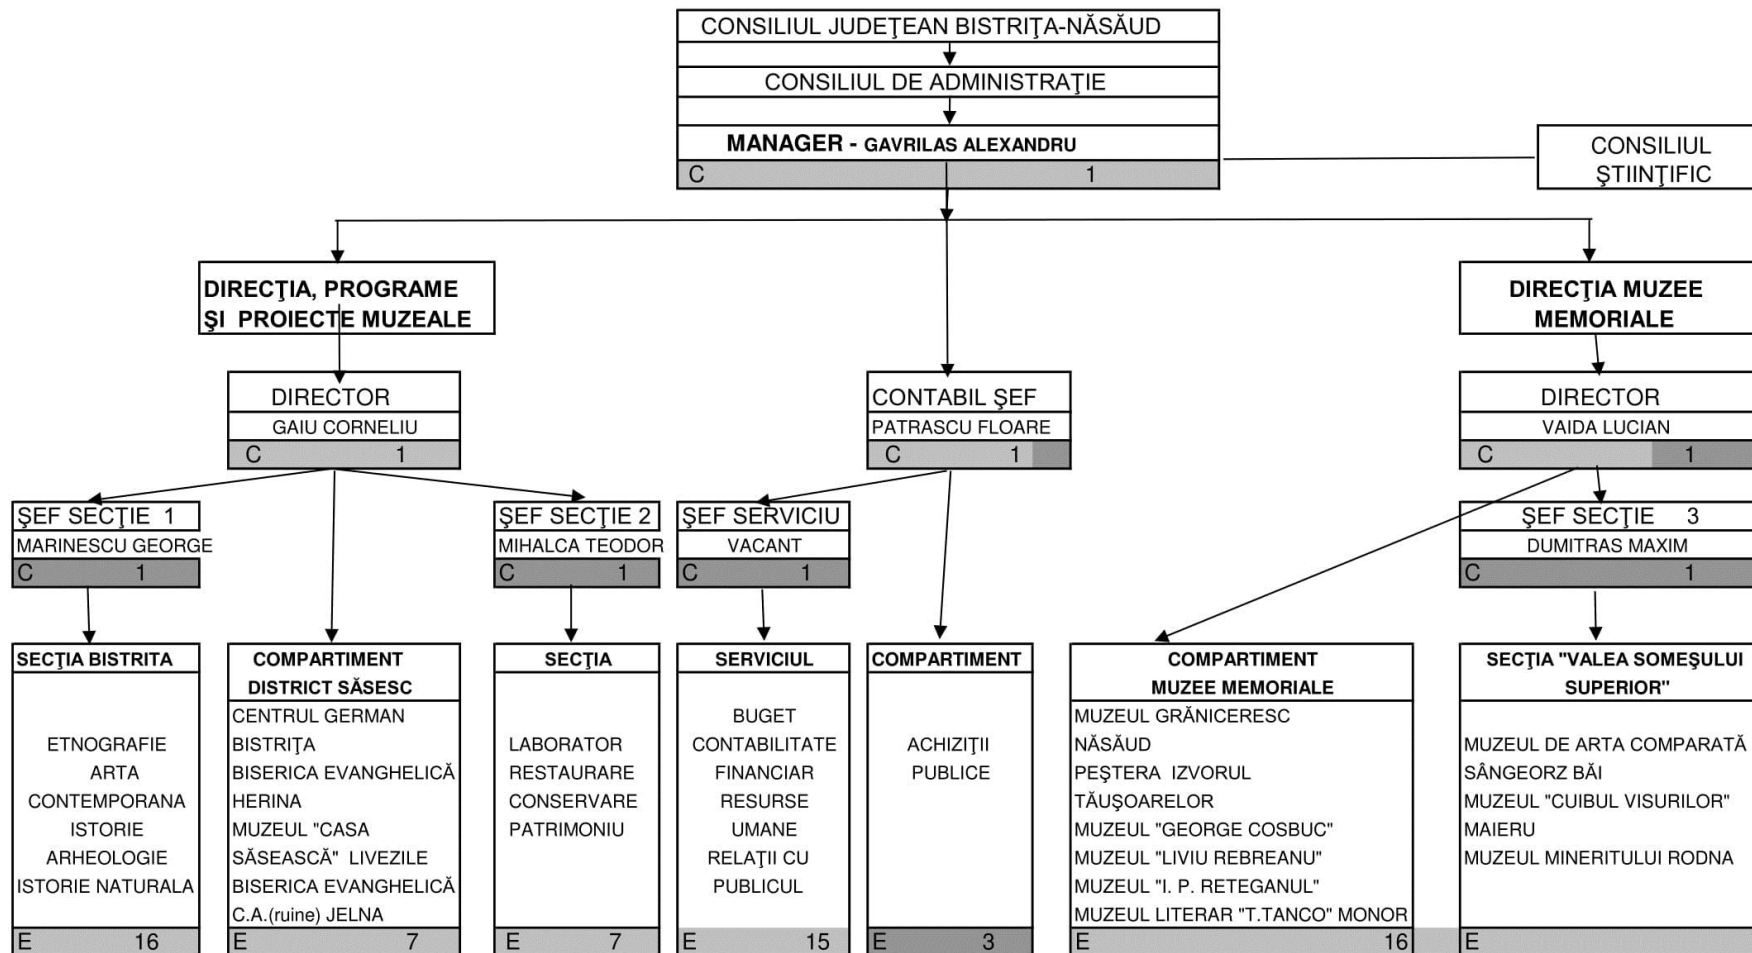 CONSILIUL JUDEŢEAN BISTRIŢA-NĂSĂUD
CONSILIUL DE ADMINISTRAŢIE
MANAGER - GAVRILAS ALEXANDRU
C 1
CONSILIUL
ŞTIINŢIFIC
DIRECŢIA, PROGRAME
ŞI PROIECTE MUZEALE
DIRECŢIA MUZEE
MEMORIALE
DIRECTOR
GAIU CORNELIU
C 1
CONTABIL ŞEF
PATRASCU FLOARE
C 1
DIRECTOR
VAIDA LUCIAN
C 1
ŞEF SECŢIE 1
MARINESCU GEORGE
C 1
ŞEF SECŢIE 2
MIHALCA TEODOR
C 1
ŞEF SERVICIU
VACANT
C 1
ŞEF SECŢIE 3
DUMITRAS MAXIM
C 1
SECŢIA BISTRITA
ETNOGRAFIE
ARTA
CONTEMPORANA
ISTORIE
ARHEOLOGIE
ISTORIE NATURALA
E 16
COMPARTIMENT
DISTRICT SĂSESC
CENTRUL GERMAN
BISTRIŢA
BISERICA EVANGHELICĂ
HERINA
MUZEUL "CASA
SĂSEASCĂ" LIVEZILE
BISERICA EVANGHELICĂ
C.A.(ruine) JELNA
E 7
SECŢIA
LABORATOR
RESTAURARE
CONSERVARE
PATRIMONIU
E 7
SERVICIUL
BUGET
CONTABILITATE
FINANCIAR
RESURSE
UMANE
RELAŢII CU
PUBLICUL
E 15
COMPARTIMENT
ACHIZIŢII
PUBLICE
E 3
COMPARTIMENT
MUZEE MEMORIALE
MUZEUL GRĂNICERESC
NĂSĂUD
PEŞTERA IZVORUL
TĂUŞOARELOR
MUZEUL "GEORGE COSBUC"
MUZEUL "LIVIU REBREANU"
MUZEUL "I. P. RETEGANUL"
MUZEUL LITERAR "T.TANCO" MONOR
E 16
SECŢIA "VALEA SOMEŞULUI
SUPERIOR"
MUZEUL DE ARTA COMPARATĂ
SÂNGEORZ BĂI
MUZEUL "CUIBUL VISURILOR"
MAIERU
MUZEUL MINERITULUI RODNA
E